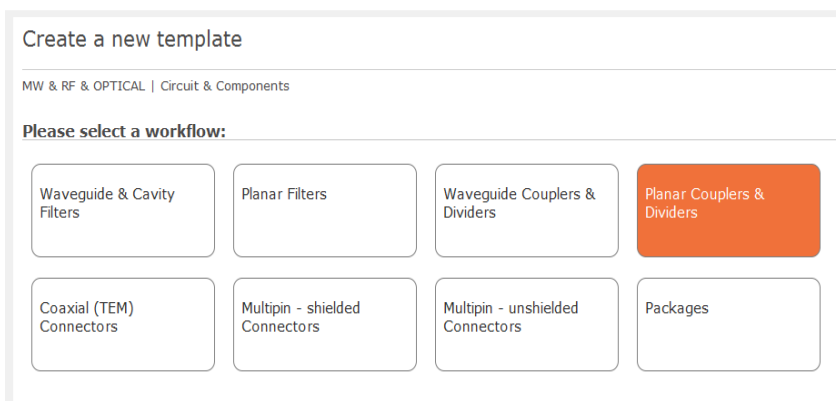 Create a new template
MW & RF & OPTICAL | Circuit & Components
Please select a workflow:
Waveguide & Cavity
Filters
Planar Filters
Waveguide Couplers &
Dividers
Planar Couplers &
Dividers
Coaxial (TEM)
Connectors
Multipin - shielded
Connectors
Multipin - unshielded
Connectors
Packages